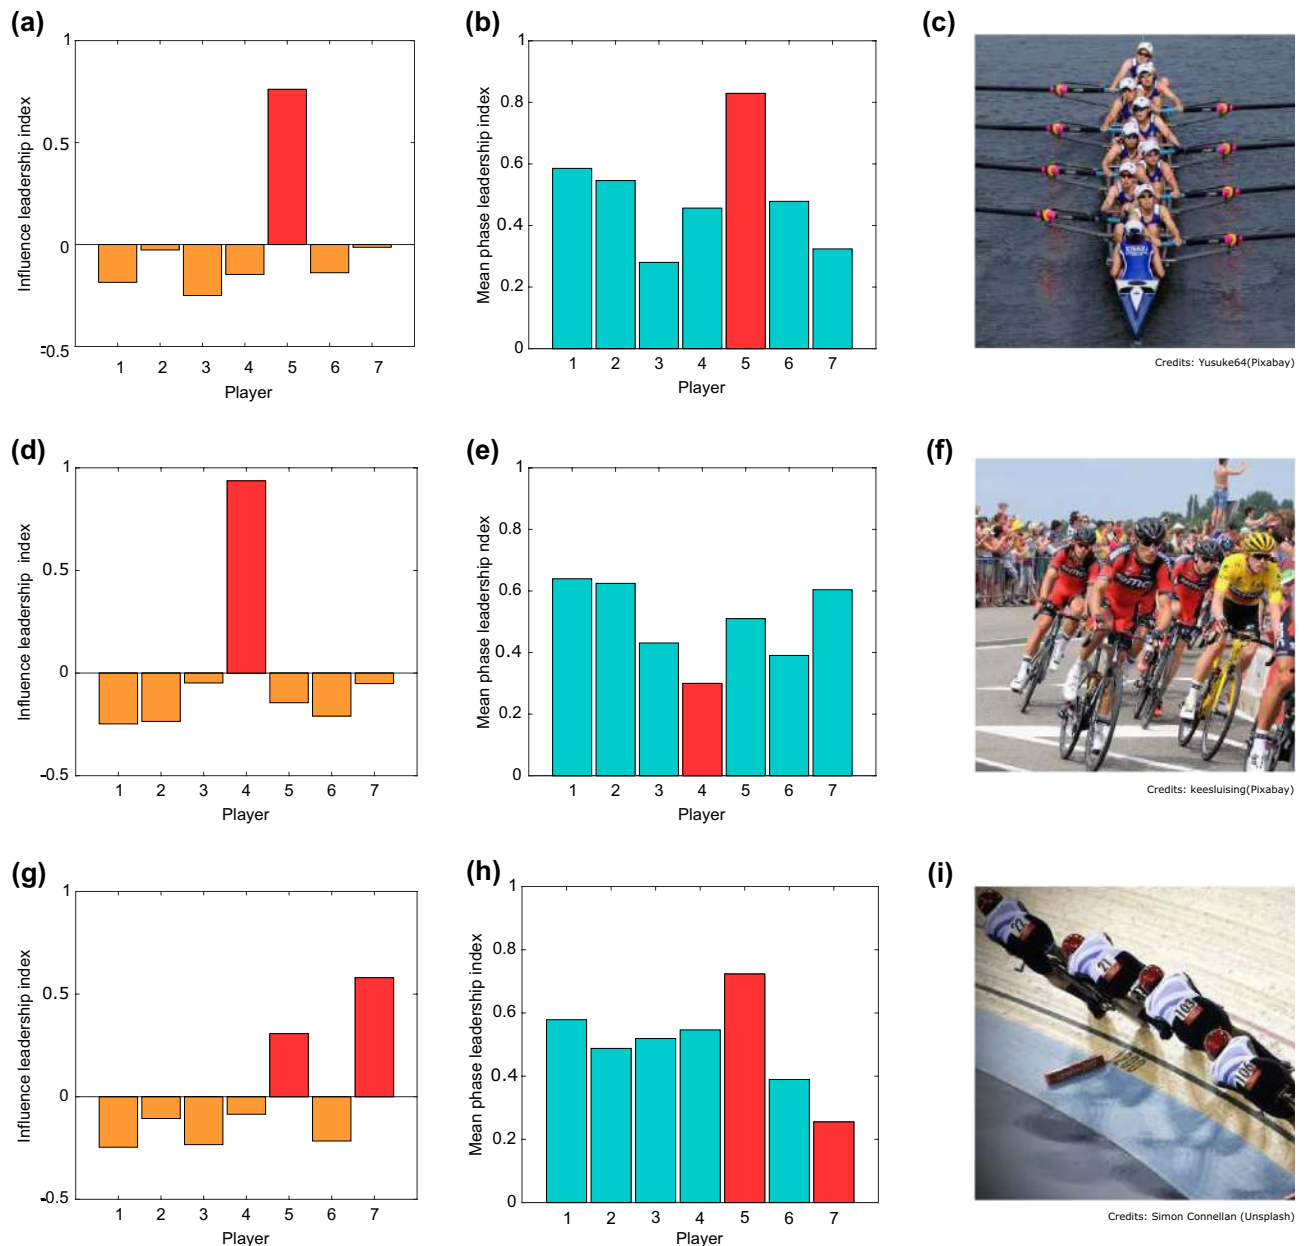 (a)
1
0.5
0
-0.5
Influence leadership index
1 2 3 4 5 6 7
Player
(b)
1
0.8
0.6
0.4
0.2
0
Mean phase leadership index
1 2 3 4 5 6 7
Player
(c)
Credits: Yusuke64(Pixabay)
(d)
1
0.5
0
-0.5
Influence leadership index
1 2 3 4 5 6 7
Player
(e)
1
0.8
0.6
0.4
0.2
0
Mean phase leadership ndex
1 2 3 4 5 6 7
Player
(f)
Credits: keesluising(Pixabay)
(g)
1
0.5
0
-0.5
Influence leadership index
1 2 3 4 5 6 7
Player
(h)
1
0.8
0.6
0.4
0.2
0
Mean phase leadership index
1 2 3 4 5 6 7
Player
(i)
22
21
103
106
200
Credits: Simon Connellan (Unsplash)